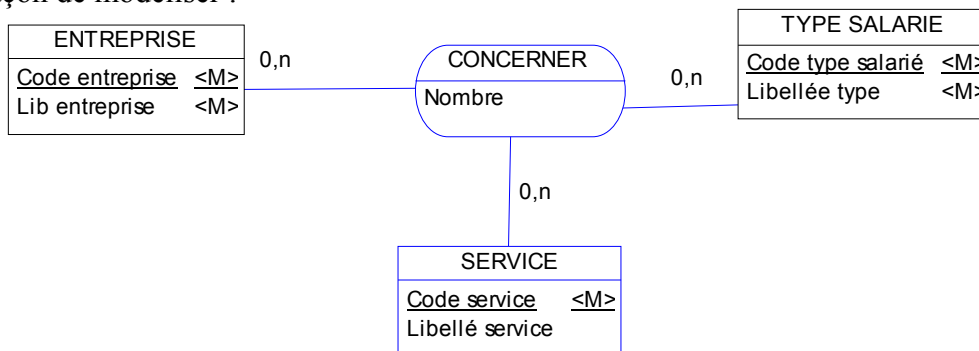 modéliser :
ENTREPRISE
Code entreprise <M>
Lib entreprise <M>
0,n
CONCERNER
Nombre
0,n
TYPE SALARIE
Code type salarié <M>
Libellée type <M>
0,n
SERVICE
Code service <M>
Libellé service